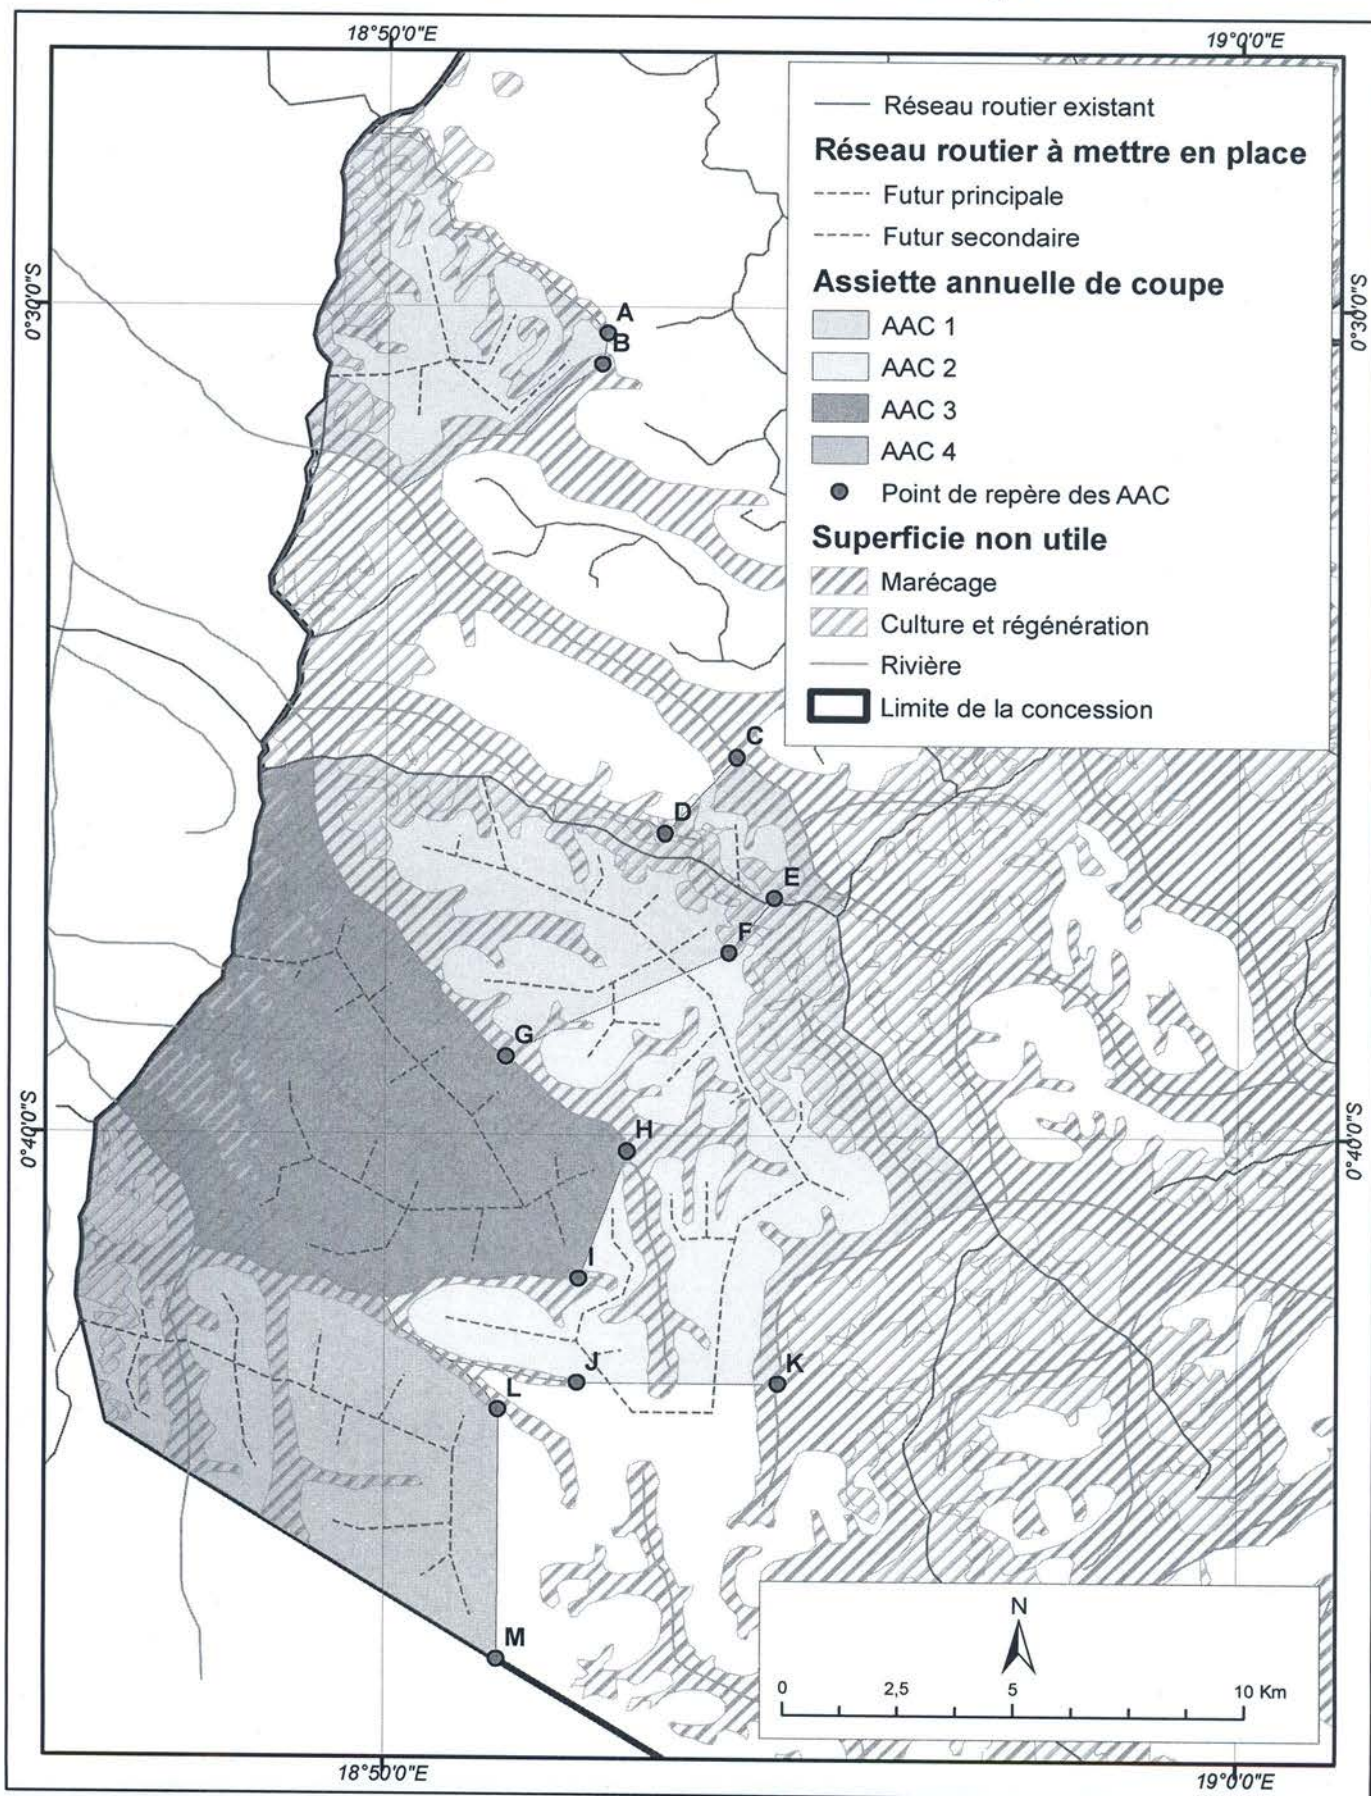 18°50'0"E
19°0'0"E
Réseau routier existant
Réseau routier à mettre en place
Futur principale
Futur secondaire
Assiette annuelle de coupe
AAC 1
AAC 2
AAC 3
AAC 4
Point de repère des AAC
Superficie non utile
Marécage
Culture et régénération
Rivière
Limite de la concession
0°30'0"S
0°30'0"S
A
B
C
D
E
F
G
0°40'0"S
0°40'0"S
H
I
J
K
L
M
N
0
2,5
5
10 Km
18°50'0"E
19°0'0"E